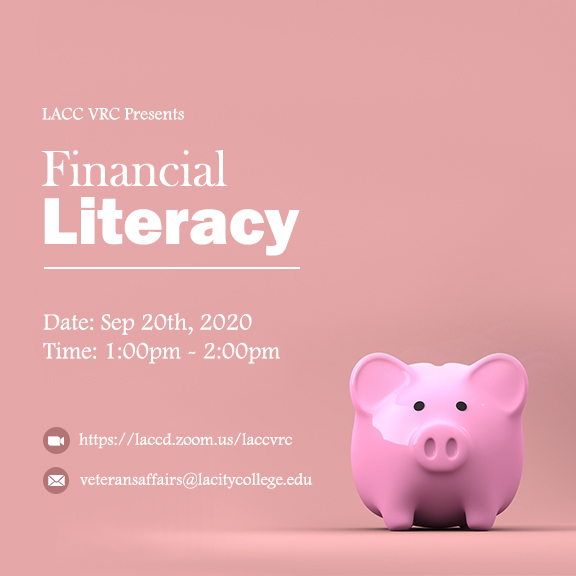 LACC VRC Presents
Financial
Literacy
Date: Sep 20th, 2020
Time: 1:00pm - 2:00pm
https://laccd.zoom.us/laccvrc
veteransaffairs@lacitycollege.edu